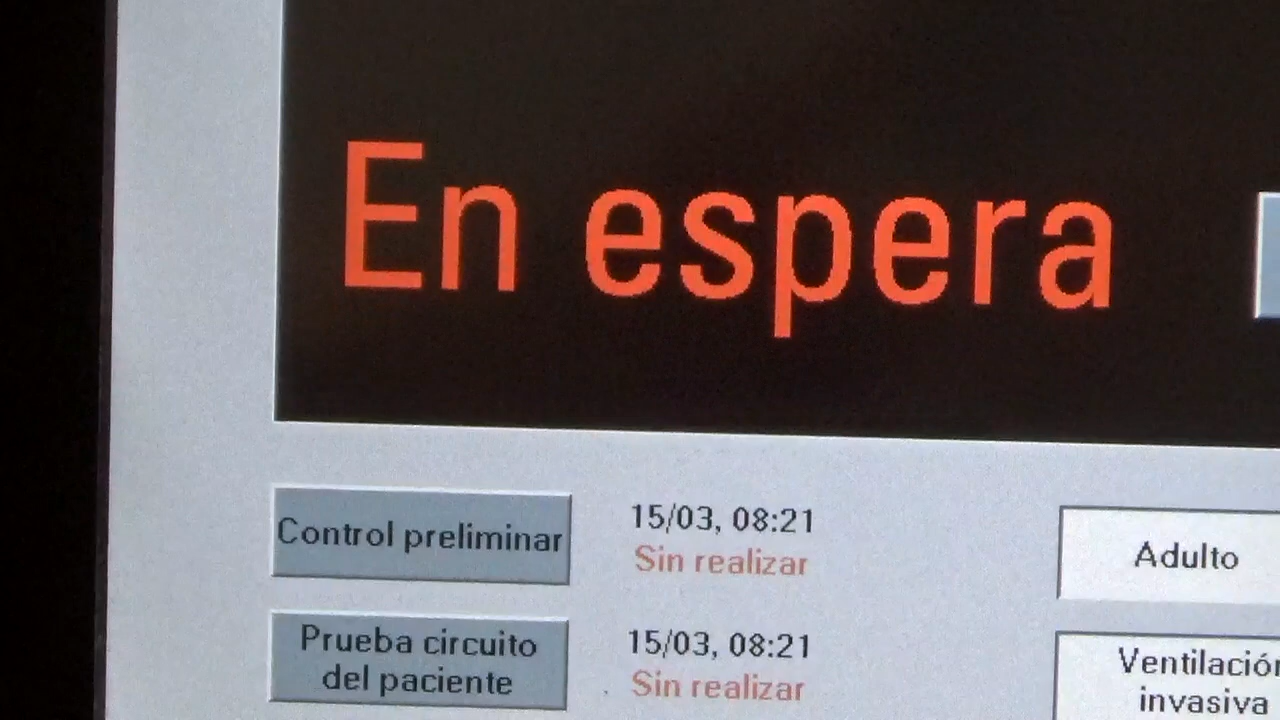 En espera
Control preliminar
15/03, 08:21
Sin realizar
Adulto
Prueba circuito
del paciente
15/03, 08:21
Sin realizar
Ventilación
invasiva